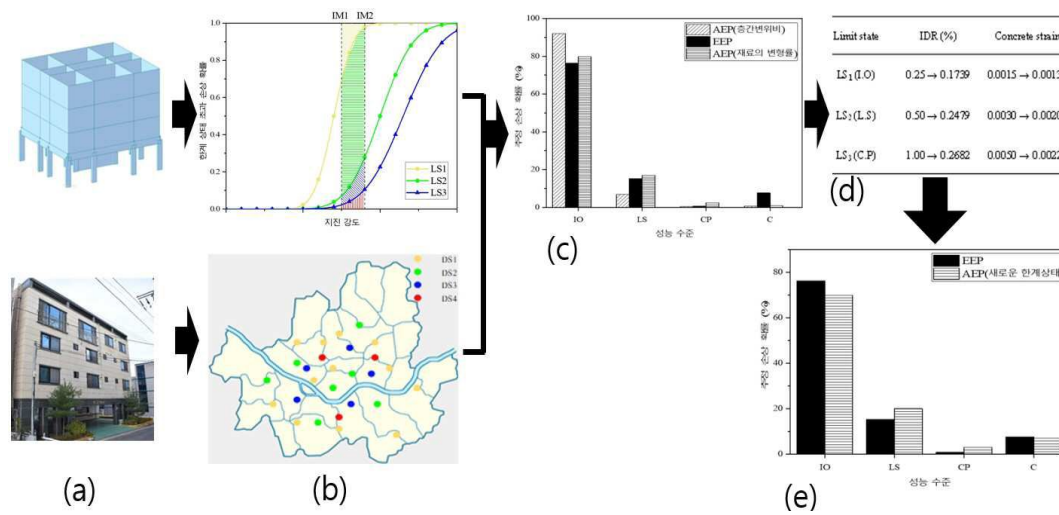 IM1 IM2
1.0
0.8
0.6
0.4
0.2
0.0
한계 상태 초과 손상 확률
LS1
LS2
LS3
지진 강도
DS1
DS2
DS3
DS4
(a)
(b)
AEP(층간변위비)
EEP
AEP(재료의 변형률)
100
80
60
40
20
0
추정 손상 확률 (%)
IO LS CP C
성능 수준
(c)
Limit state IDR (%) Concrete strain
LS₁ (I.O) 0.25 → 0.1739 0.0015 → 0.0013
LS₂ (L.S) 0.50 → 0.2479 0.0030 → 0.0020
LS₃ (C.P) 1.00 → 0.2682 0.0050 → 0.0022
(d)
EEP
AEP(새로운 한계상태
80
60
40
20
0
추정 손상 확률 (%)
IO LS CP C
성능 수준
(e)